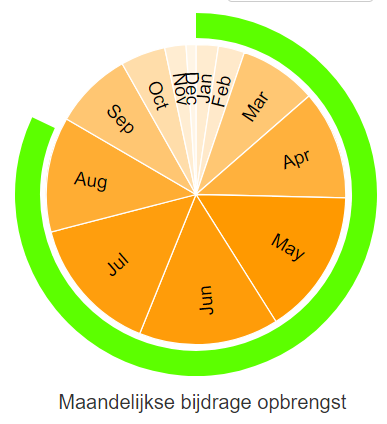 Jan
Feb
Mar
Apr
May
Jun
Jul
Aug
Sep
Oct
Nov
Dec
Maandelijkse bijdrage opbrengst